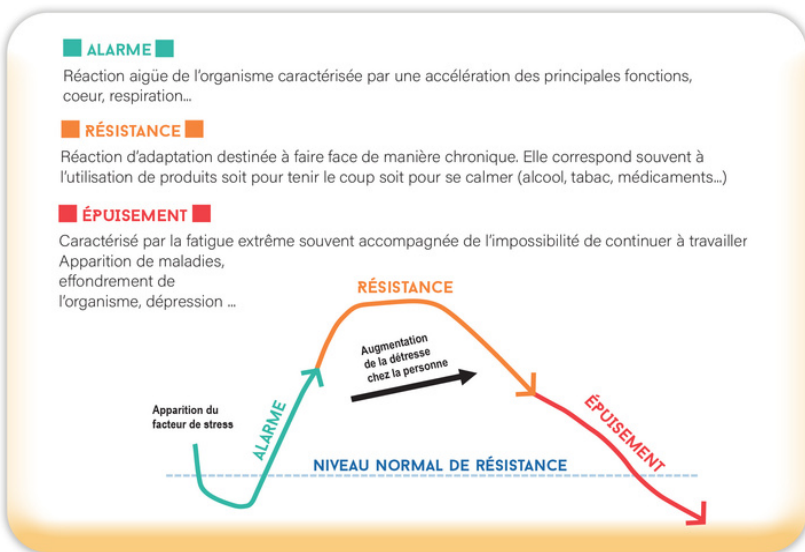 ALARME
Réaction aigüe de l'organisme caractérisée par une accélération des principales fonctions,
coeur, respiration...
RÉSISTANCE
Réaction d'adaptation destinée à faire face de manière chronique. Elle correspond souvent à
l'utilisation de produits soit pour tenir le coup soit pour se calmer (alcool, tabac, médicaments...)
ÉPUISEMENT
Caractérisé par la fatigue extrême souvent accompagnée de l'impossibilité de continuer à travailler
Apparition de maladies,
effondrement de
l'organisme, dépression ...
RÉSISTANCE
Augmentation
de la détresse
chez la personne
Apparition du
facteur de stress
ALARME
ÉPUISEMENT
NIVEAU NORMAL DE RÉSISTANCE